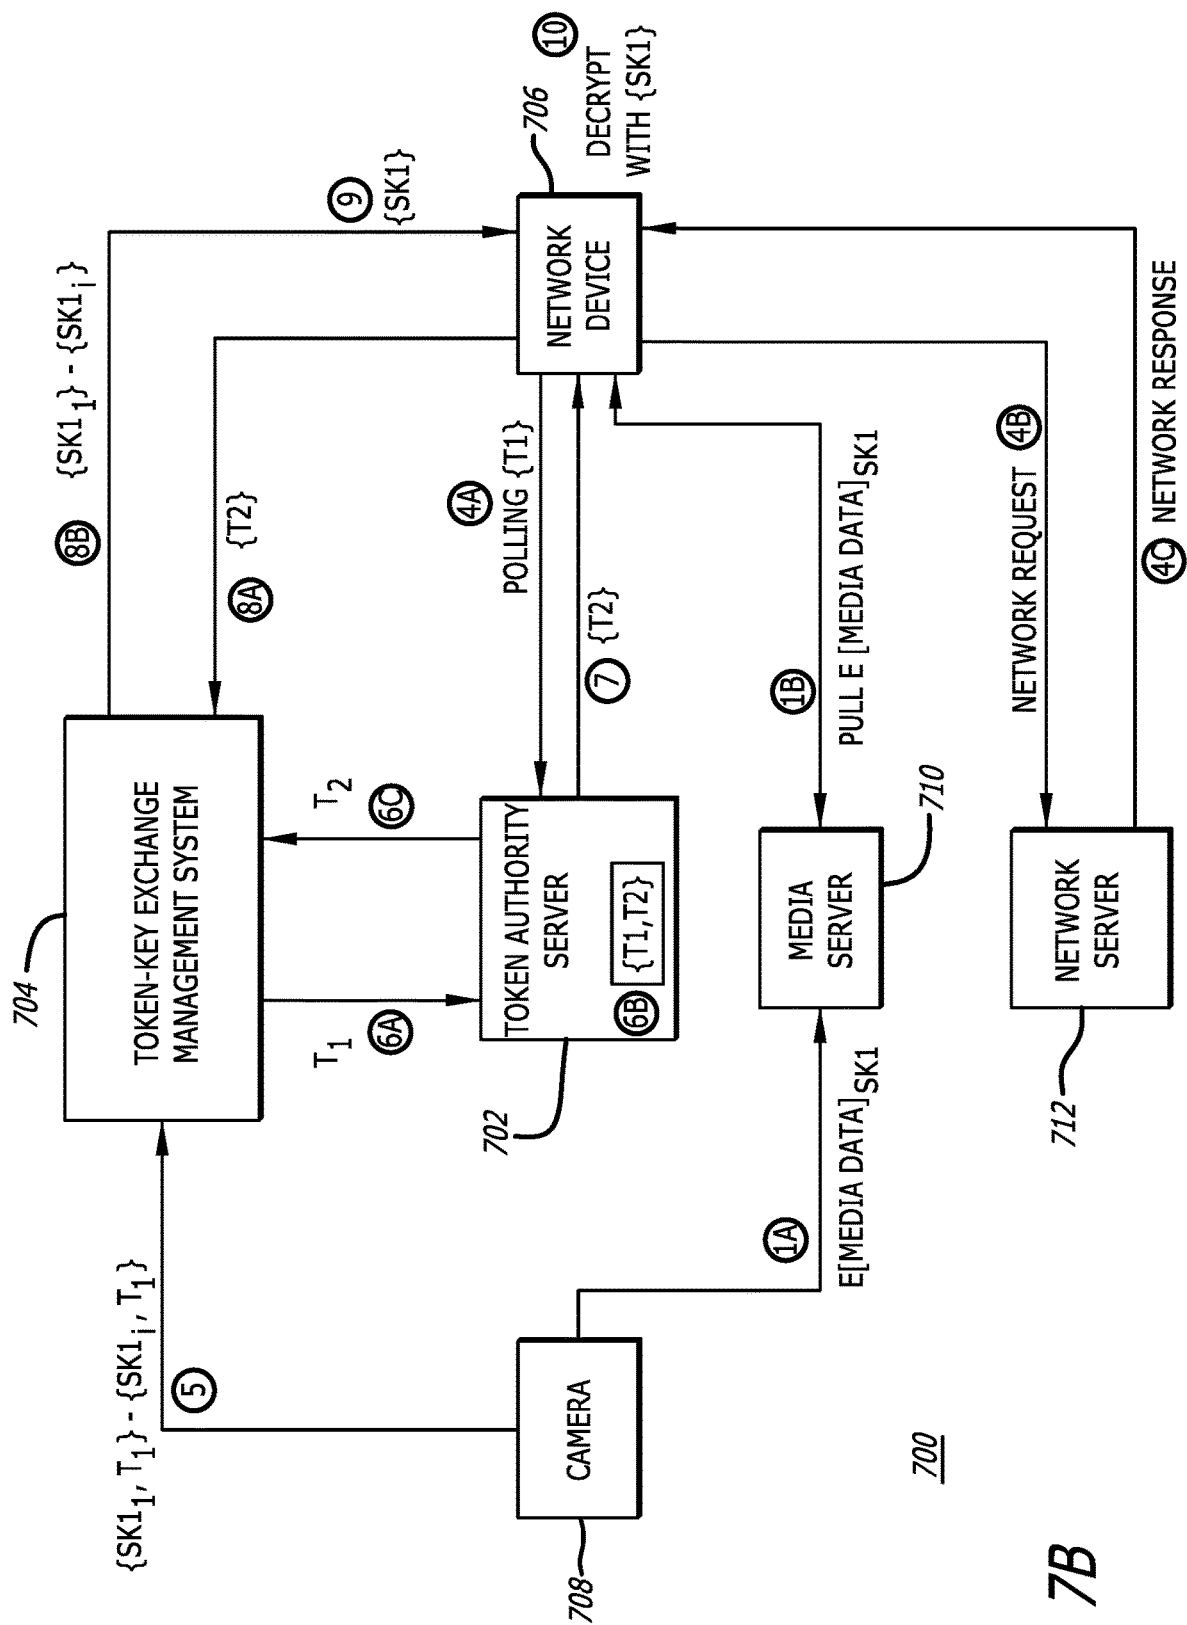 {SK1₁, T₁} - {SK1ᵢ, T₁}
5
8B
{SK1₁} - {SK1ᵢ}
9
{SK1}
10
DECRYPT
WITH {SK1}
704
TOKEN-KEY EXCHANGE
MANAGEMENT SYSTEM
8A
{T2}
706
T₁
6A
T₂
6C
4A
POLLING {T1}
708
CAMERA
702
TOKEN AUTHORITY
SERVER
6B
{T1,T2}
7
{T2}
NETWORK
DEVICE
1A
E[MEDIA DATA]SK1
MEDIA
SERVER
710
1B
PULL E [MEDIA DATA]SK1
700
712
NETWORK
SERVER
NETWORK REQUEST
4B
4C
NETWORK RESPONSE
7B